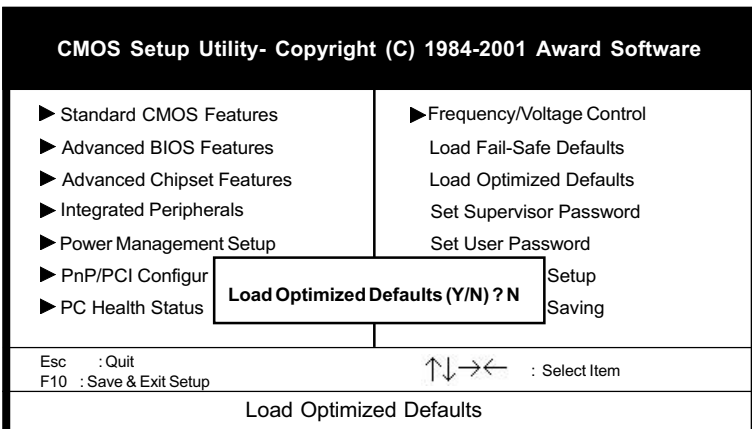 CMOS Setup Utility- Copyright (C) 1984-2001 Award Software
Standard CMOS Features
Advanced BIOS Features
Advanced Chipset Features
Integrated Peripherals
Power Management Setup
PnP/PCI Configur
PC Health Status
Frequency/Voltage Control
Load Fail-Safe Defaults
Load Optimized Defaults
Set Supervisor Password
Set User Password
Setup
Saving
Load Optimized Defaults (Y/N) ? N
Esc : Quit
F10 : Save & Exit Setup
↑↓→← : Select Item
Load Optimized Defaults